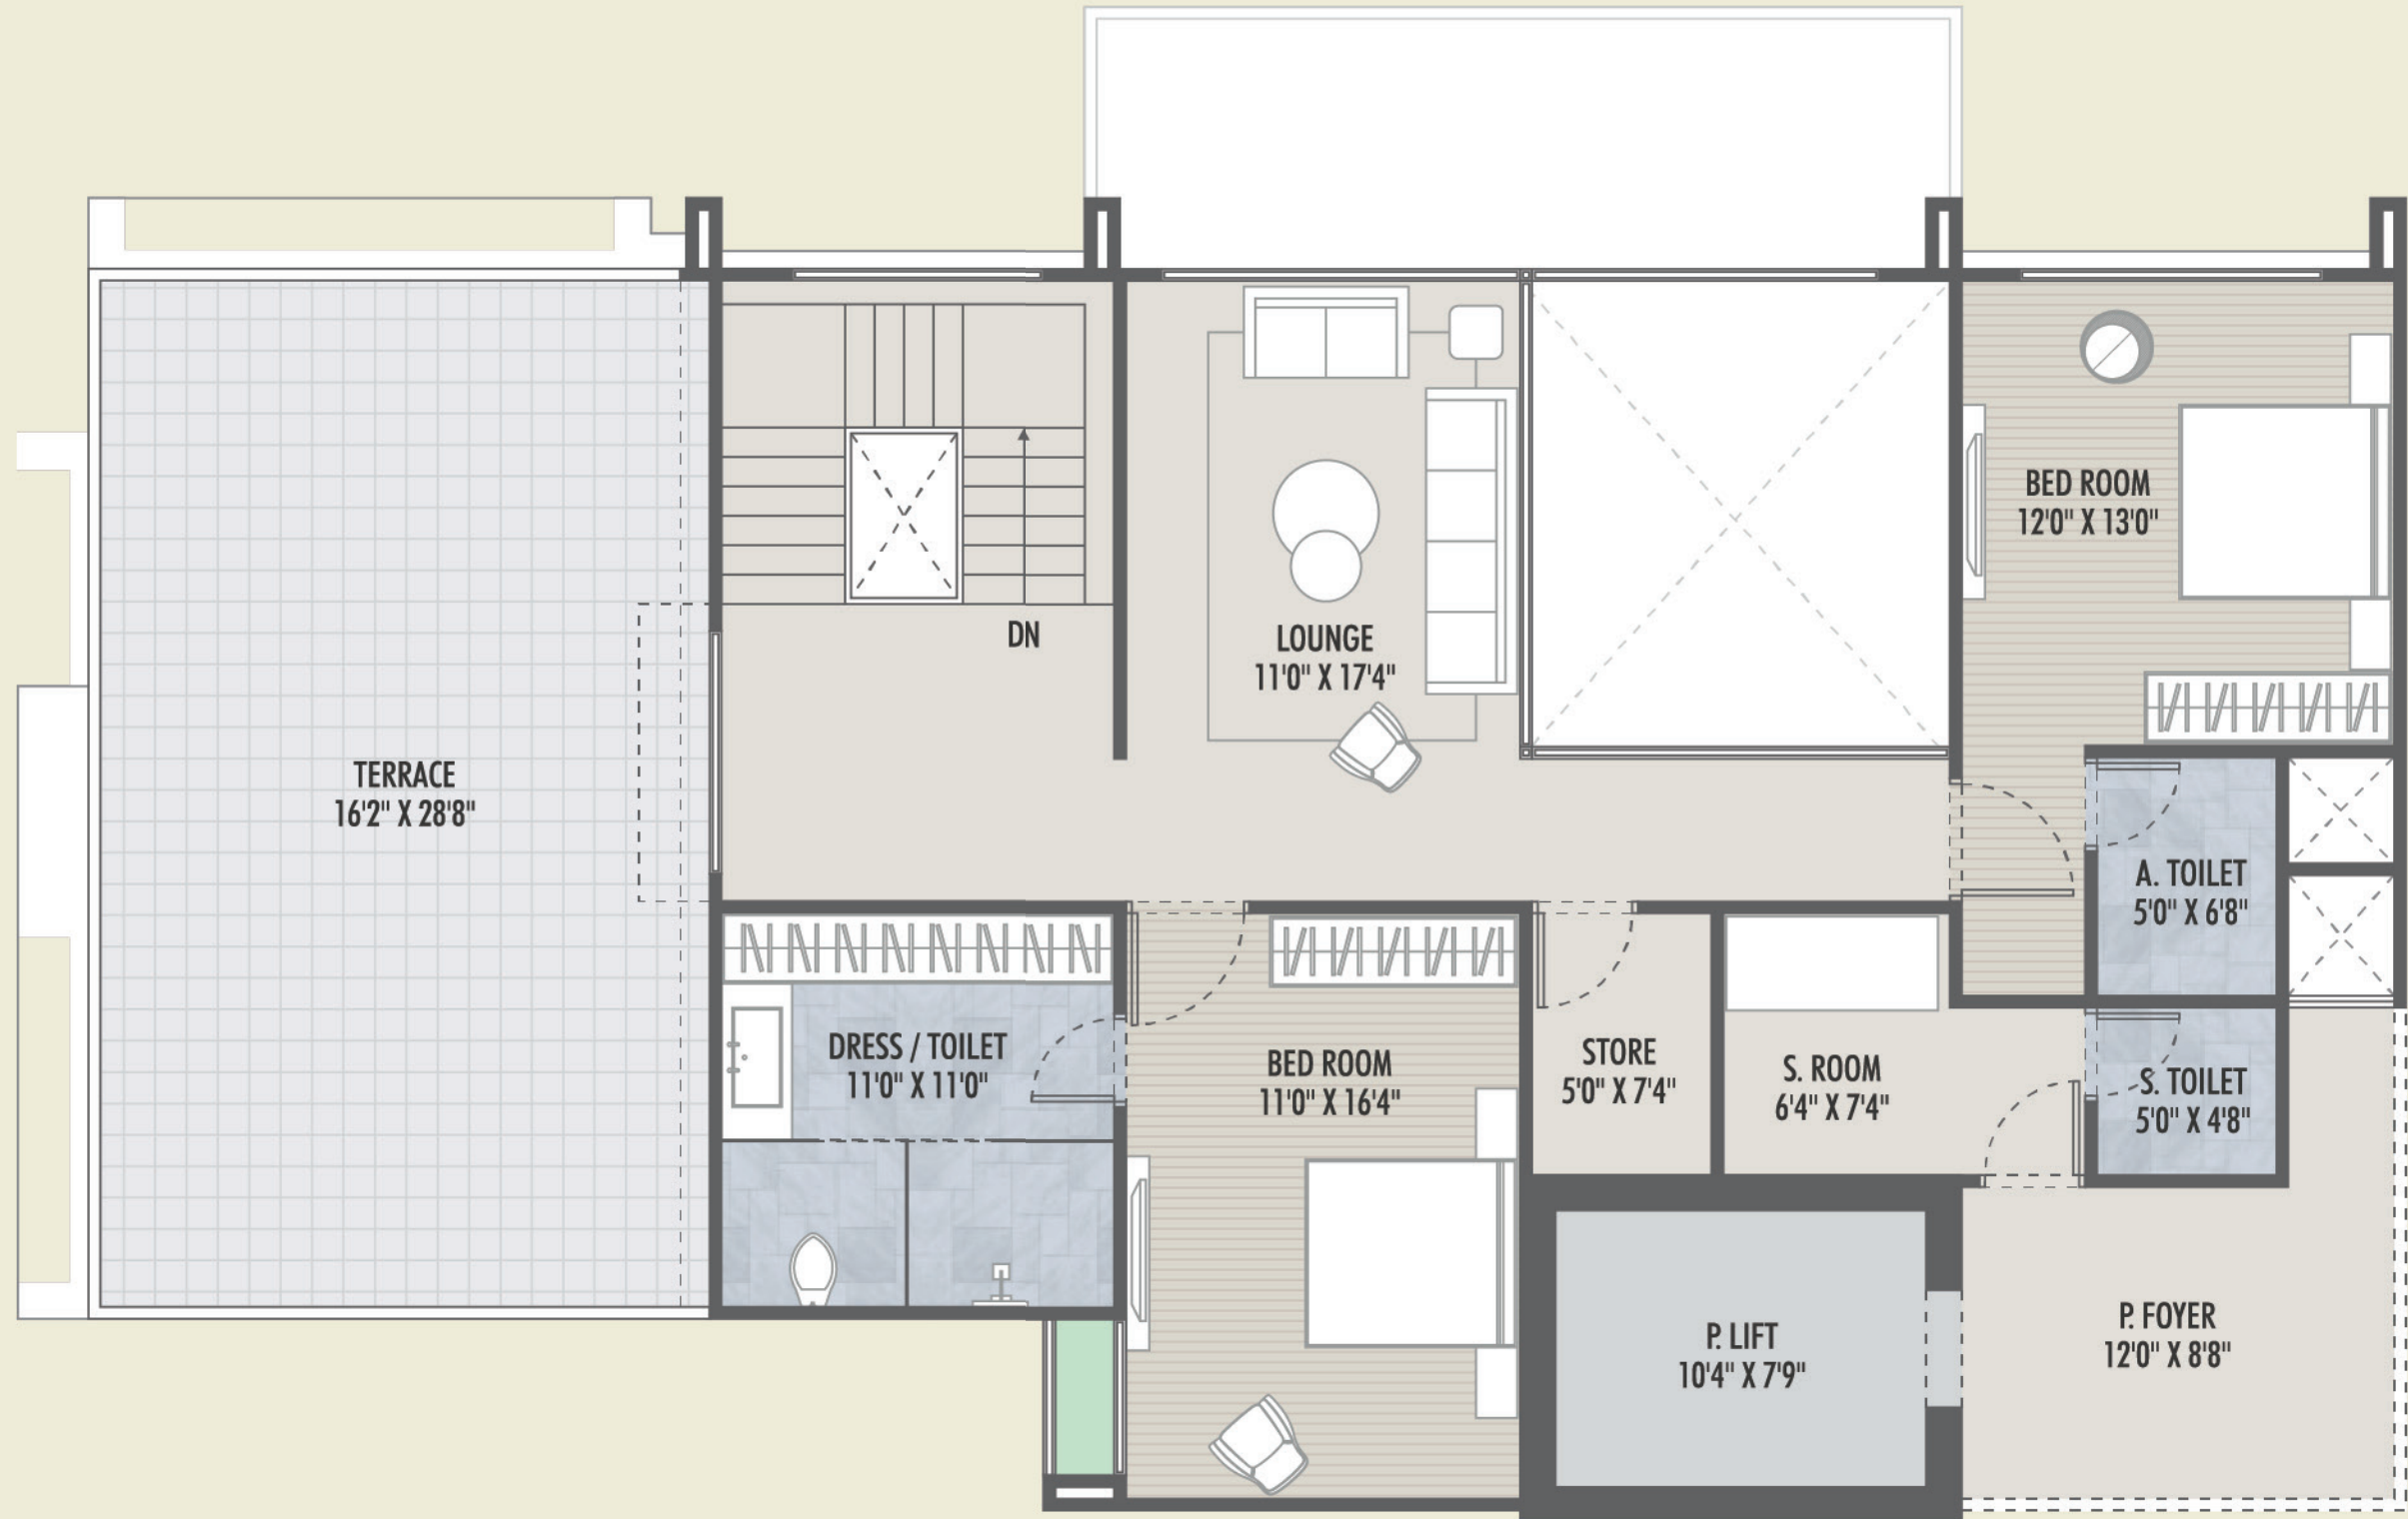 BED ROOM
12'0" X 13'0"
DN
LOUNGE
11'0" X 17'4"
TERRACE
16'2" X 28'8"
A. TOILET
5'0" X 6'8"
DRESS / TOILET
11'0" X 11'0"
BED ROOM
11'0" X 16'4"
STORE
5'0" X 7'4"
S. ROOM
6'4" X 7'4"
S. TOILET
5'0" X 4'8"
P. LIFT
10'4" X 7'9"
P. FOYER
12'0" X 8'8"